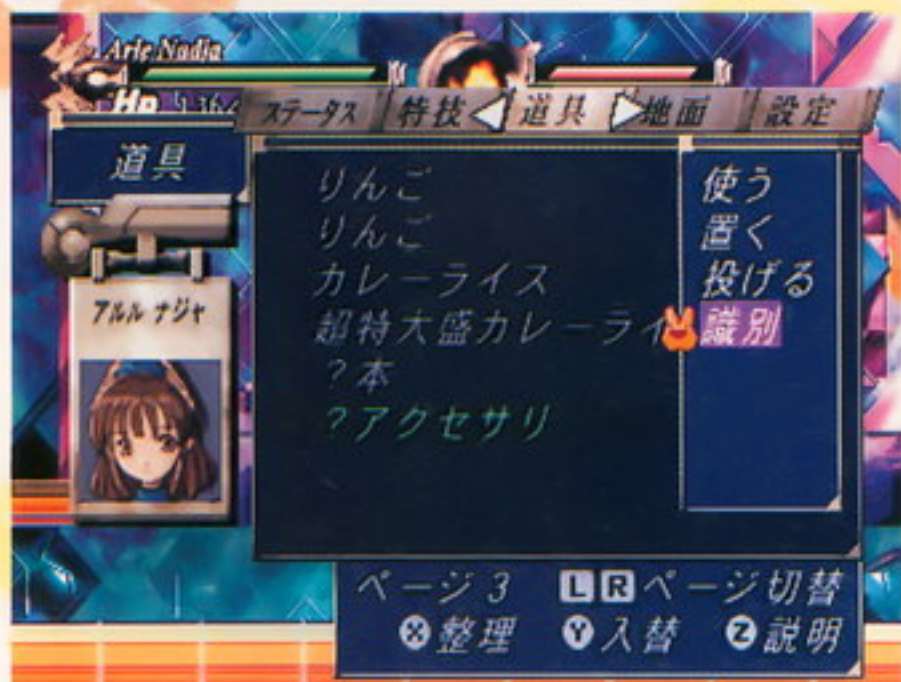 Arle Nadja
Hp
ステータス 特技 道具 地面 設定
道具
りんご
りんご
カレーライス
超特大盛カレーライ
?本
?アクセサリ
使う
置く
投げる
識別
アルル ナジャ
ページ 3 L R ページ切替
X 整理 Y 入替 Z 説明